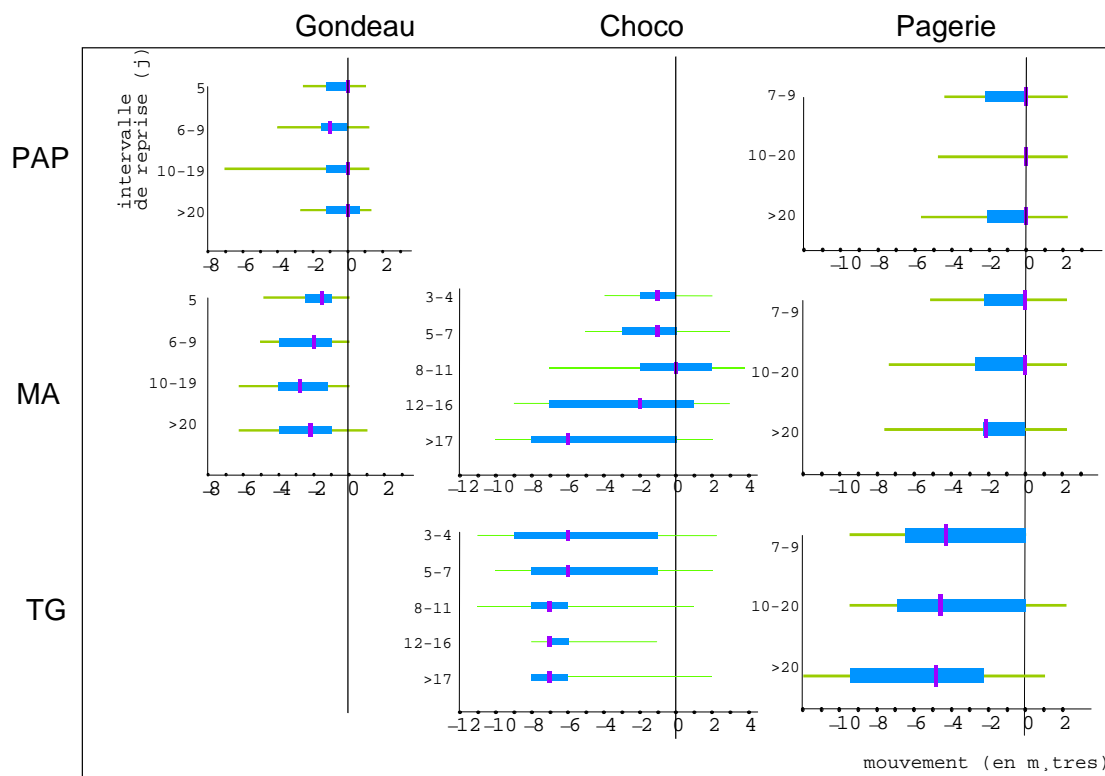 Gondeau Choco Pagerie
intervalle
de reprise (j)
PAP
5
6-9
10-19
>20
-8 -6 -4 -2 0 2
7-9
10-20
>20
-10 -8 -6 -4 -2 0 2
MA
5
6-9
10-19
>20
-8 -6 -4 -2 0 2
3-4
5-7
8-11
12-16
>17
-12 -10 -8 -6 -4 -2 0 2 4
7-9
10-20
>20
-10 -8 -6 -4 -2 0 2
TG
3-4
5-7
8-11
12-16
>17
-12 -10 -8 -6 -4 -2 0 2 4
7-9
10-20
>20
-10 -8 -6 -4 -2 0 2
mouvement (en m¸tres)